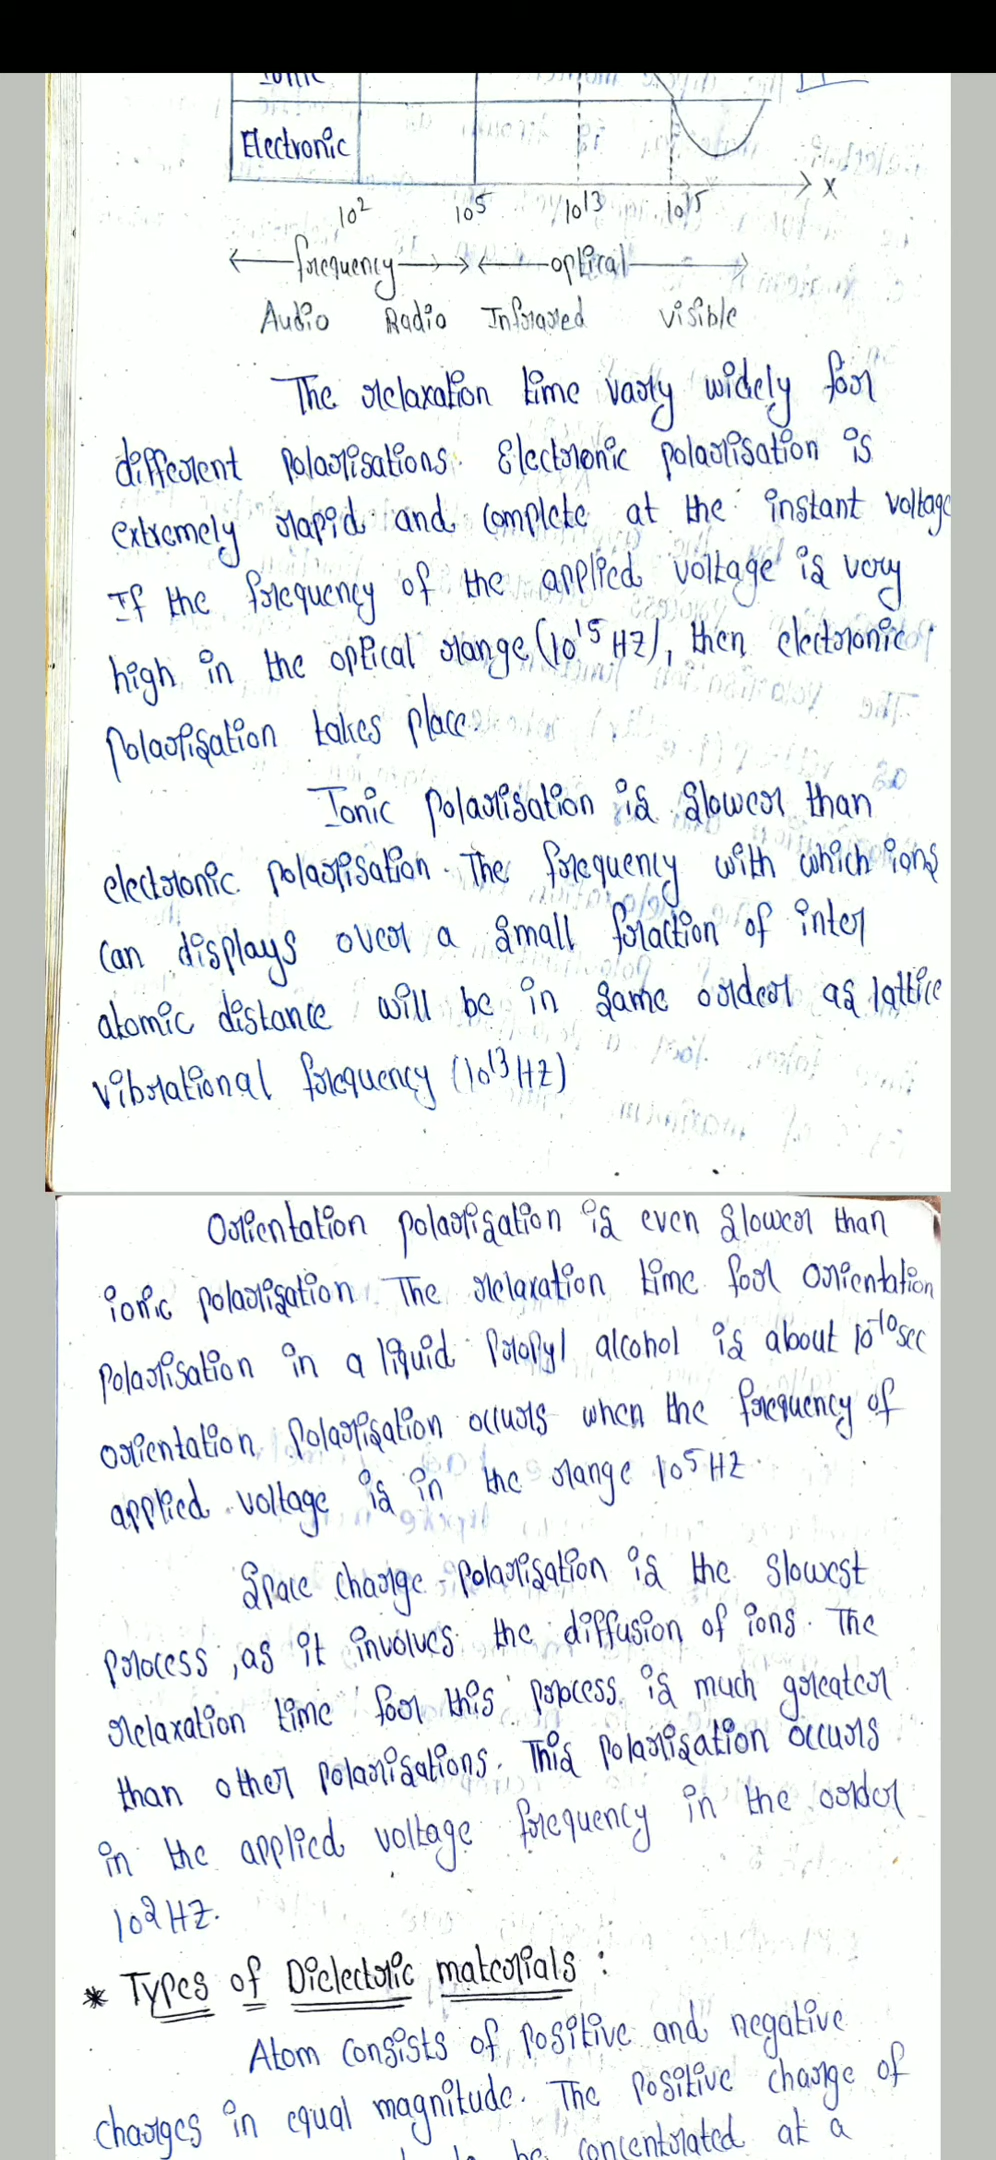 Ionic
Electronic
10² 10⁵ 10¹³ 10¹⁵ X
frequency optical
Audio Radio Infrared visible
The relaxation time vary widely for
different polarisations. Electronic polarisation is
extremely rapid and complete at the instant voltage
If the frequency of the applied voltage is very
high in the optical range (10¹⁵ HZ), then electronic
polarisation takes place.
Ionic polarisation is slower than
electronic polarisation. The frequency with which ions
can displays over a small fraction of inter
atomic distance will be in same order as lattice
vibrational frequency (10¹³ HZ)
Orientation polarisation is even slower than
ionic polarisation. The relaxation time for orientation
polarisation in a liquid propyl alcohol is about 10⁻¹⁰ sec
orientation polarisation occurs when the frequency of
applied voltage is in the range 10⁵ HZ.
Space charge polarisation is the slowest
process, as it involves the diffusion of ions. The
relaxation time for this process is much greater
than other polarisations. This polarisation occurs
in the applied voltage frequency in the order
10² HZ.
* Types of Dielectric materials :
Atom consists of positive and negative
charges in equal magnitude. The positive charge of
be concentrated at a